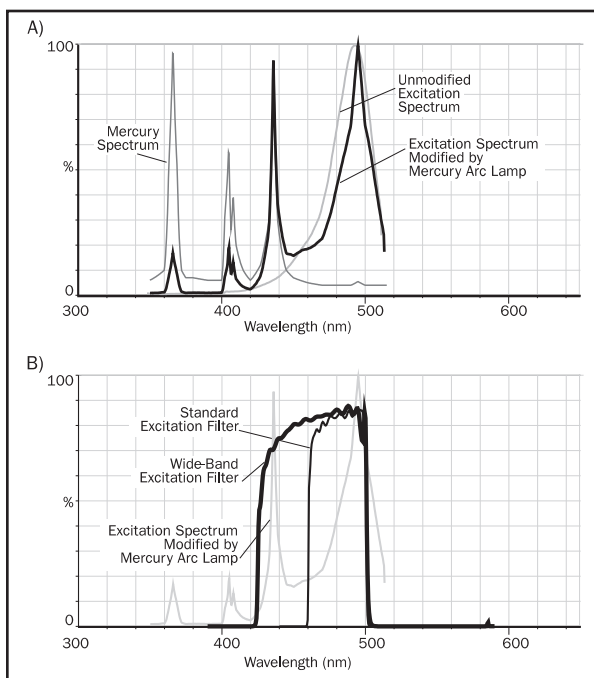 A)
100
Unmodified
Excitation
Spectrum
Mercury
Spectrum
Excitation Spectrum
Modified by
Mercury Arc Lamp
%
0
300
400
500
600
Wavelength (nm)
B)
100
Standard
Excitation Filter
Wide-Band
Excitation Filter
%
Excitation Spectrum
Modified by
Mercury Arc Lamp
0
300
400
500
600
Wavelength (nm)